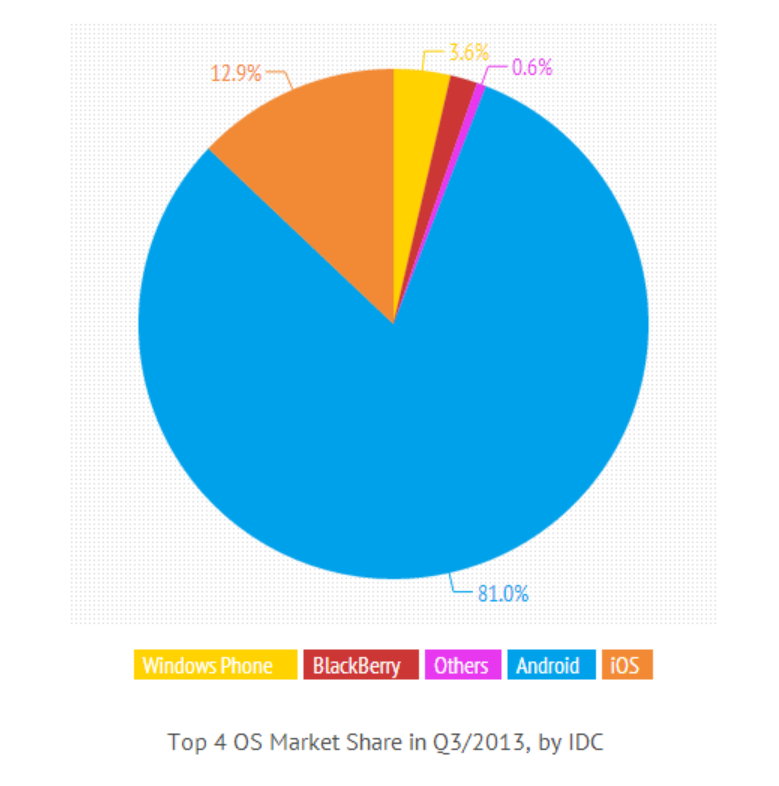 3.6%
12.9%
0.6%
81.0%
Windows Phone
BlackBerry
Others
Android
iOS
Top 4 OS Market Share in Q3/2013, by IDC